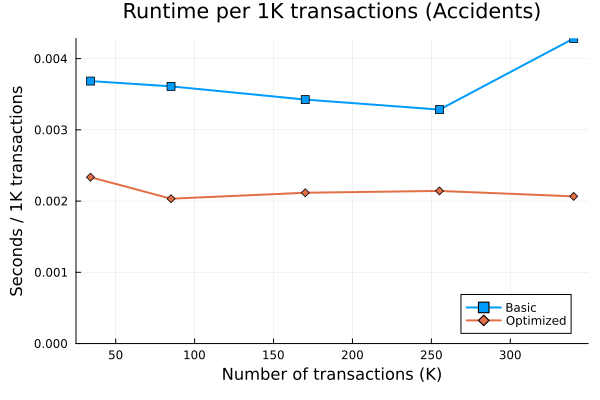 Runtime per 1K transactions (Accidents)
Seconds / 1K transactions
0.004
0.003
0.002
0.001
0.000
50 100 150 200 250 300
Number of transactions (K)
Basic
Optimized